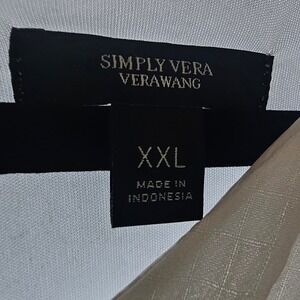 SIMPLY VERA
VERAWANG
XXL
MADE IN
INDONESIA